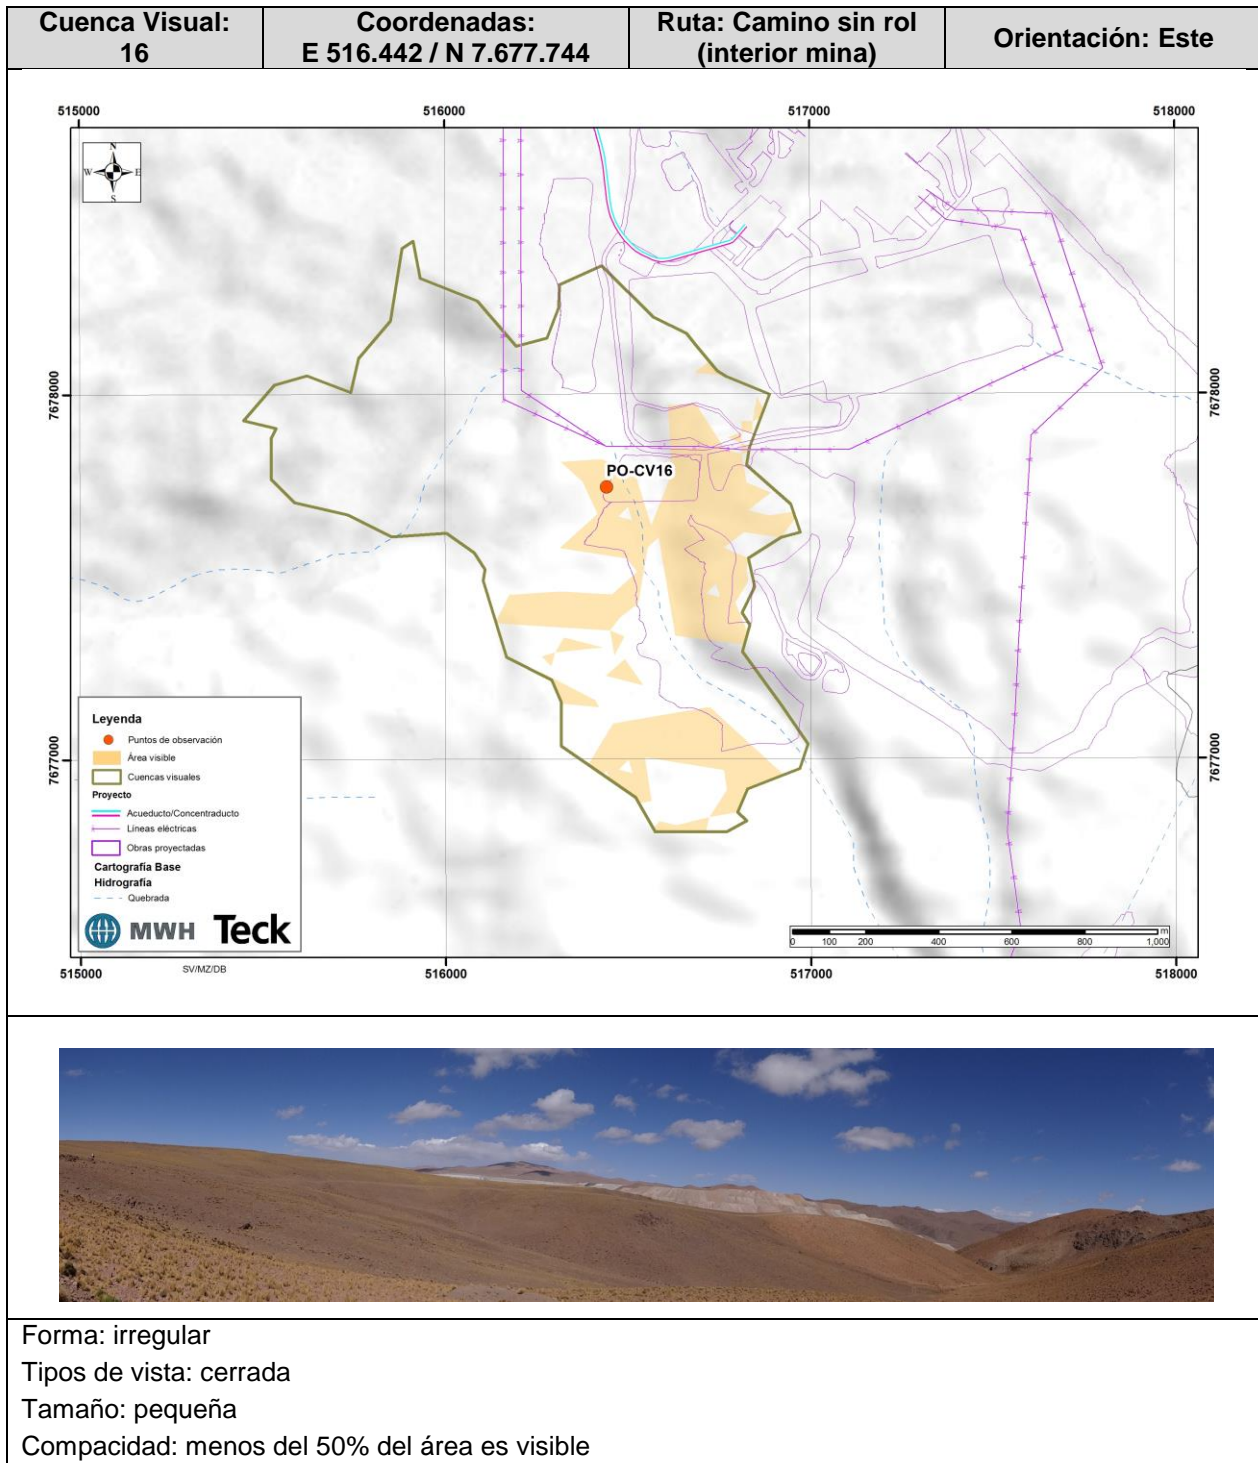 Cuenca Visual:
16
Coordenadas:
E 516.442 / N 7.677.744
Ruta: Camino sin rol
(interior mina)
Orientación: Este
515000
516000
517000
518000
N
W
E
S
7678000
7678000
PO-CV16
7677000
7677000
Leyenda
Puntos de observación
Área visible
Cuencas visuales
Proyecto
Acueducto/Concentraducto
Líneas eléctricas
Obras proyectadas
Cartografía Base
Hidrografía
Quebrada
MWH Teck
m
0 100 200 400 600 800 1,000
515000
SV/MZ/DB
516000
517000
518000
Forma: irregular
Tipos de vista: cerrada
Tamaño: pequeña
Compacidad: menos del 50% del área es visible